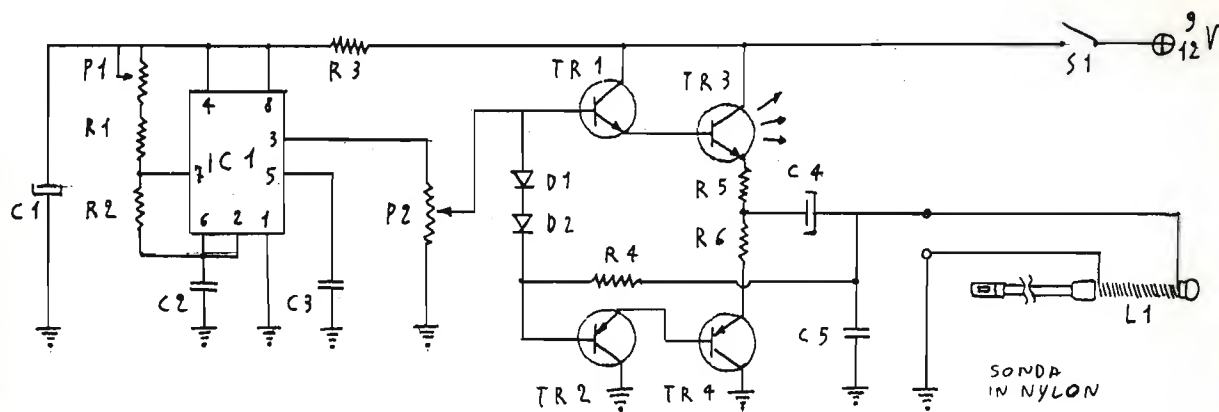 9
12 V
S1
R3
TR1
TR3
P1
4
8
R1
3
IC1
7
5
C4
C1
R2
P2
D1
R5
6
2
1
D2
R6
R4
C2
C3
C5
L1
TR2
TR4
SONDA
IN NYLON